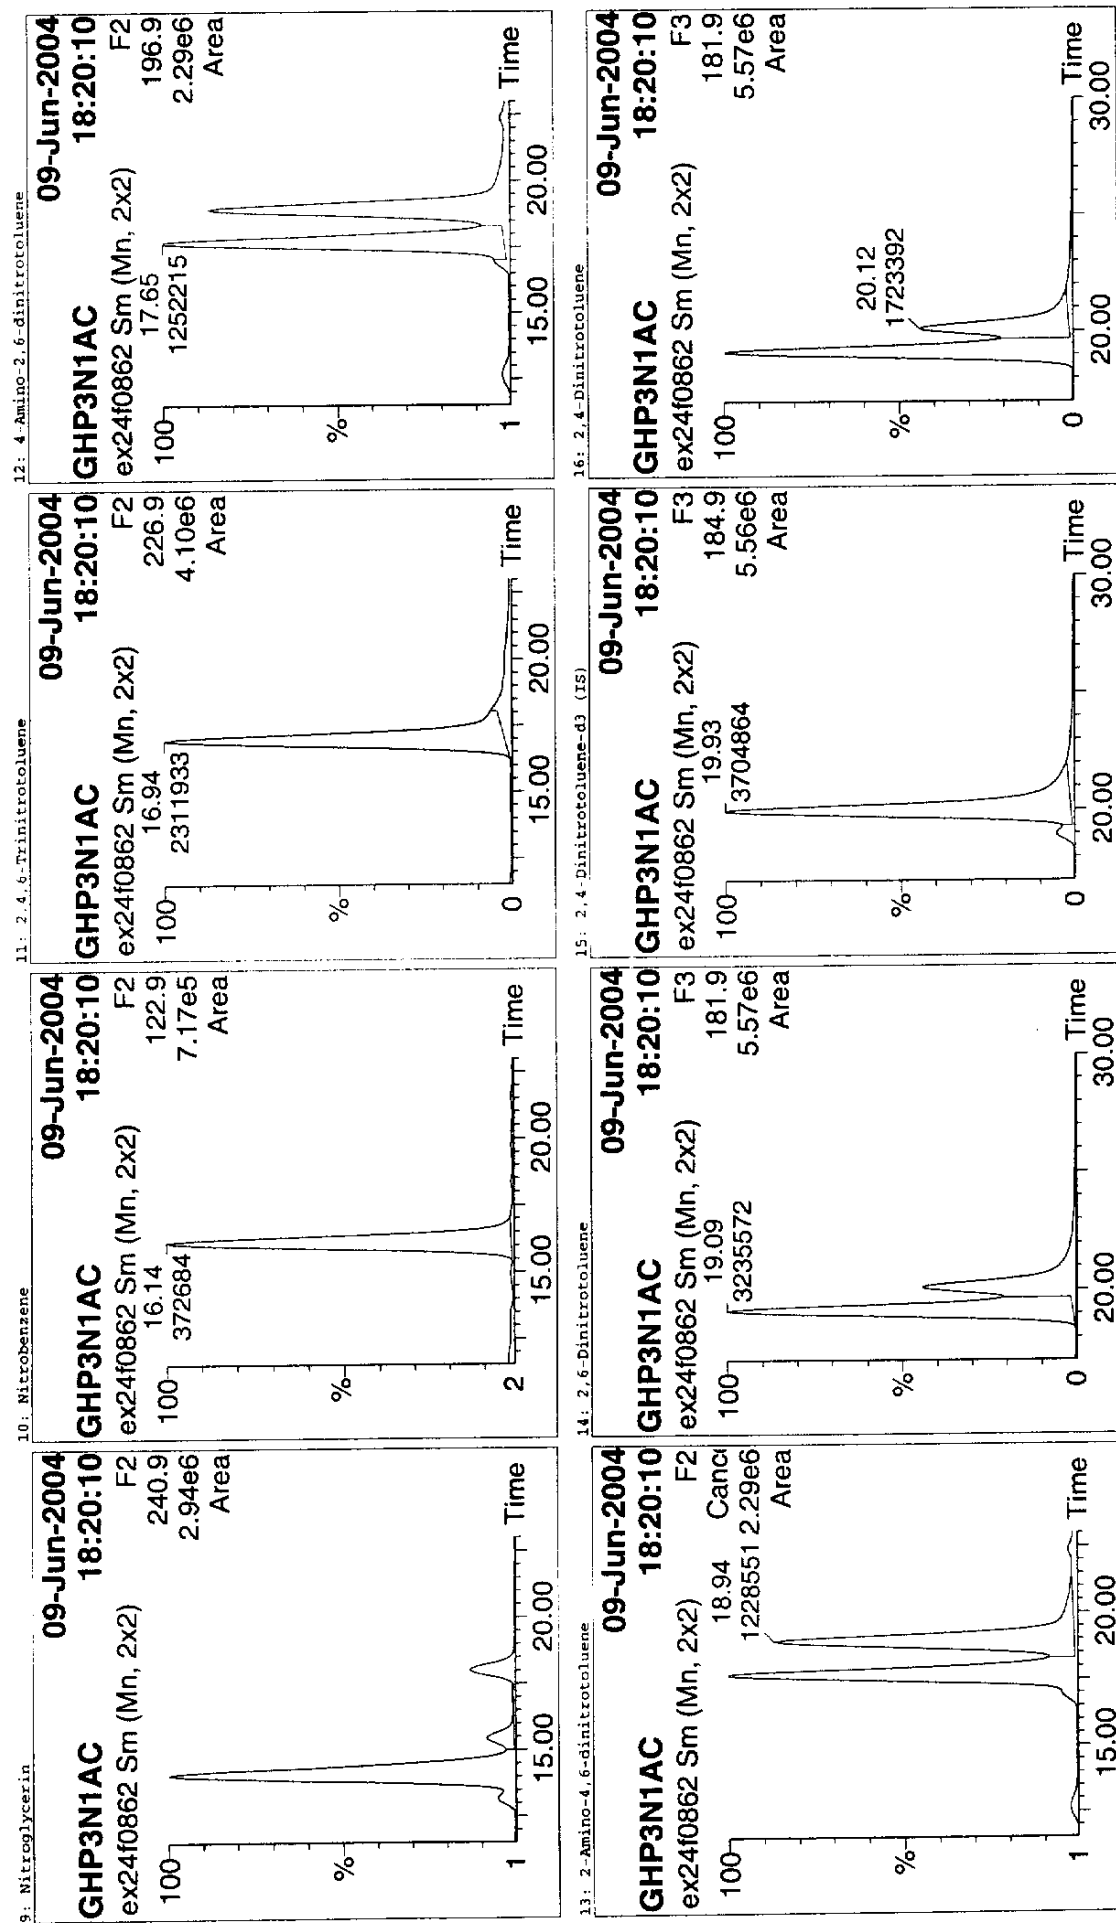 9: Nitroglycerin
09-Jun-2004
GHP3N1AC 18:20:10
ex24f0862 Sm (Mn, 2x2) F2
240.9
2.94e6
Area
100
%
1
15.00 20.00 Time
10: Nitrobenzene
09-Jun-2004
GHP3N1AC 18:20:10
ex24f0862 Sm (Mn, 2x2) F2
16.14 122.9
372684 7.17e5
Area
100
%
2
15.00 20.00 Time
11: 2,4,6-Trinitrotoluene
09-Jun-2004
GHP3N1AC 18:20:10
ex24f0862 Sm (Mn, 2x2) F2
16.94 226.9
2311933 4.10e6
Area
100
%
0
15.00 20.00 Time
12: 4-Amino-2,6-dinitrotoluene
09-Jun-2004
GHP3N1AC 18:20:10
ex24f0862 Sm (Mn, 2x2) F2
17.65 196.9
1252215 2.29e6
Area
100
%
1
15.00 20.00 Time
13: 2-Amino-4,6-dinitrotoluene
09-Jun-2004
GHP3N1AC 18:20:10
ex24f0862 Sm (Mn, 2x2) F2
18.94 Canc
1228551 2.29e6
Area
100
%
1
15.00 20.00 Time
14: 2,6-Dinitrotoluene
09-Jun-2004
GHP3N1AC 18:20:10
ex24f0862 Sm (Mn, 2x2) F3
19.09 181.9
3235572 5.57e6
Area
100
%
0
20.00 30.00 Time
15: 2,4-Dinitrotoluene-d3 (IS)
09-Jun-2004
GHP3N1AC 18:20:10
ex24f0862 Sm (Mn, 2x2) F3
19.93 184.9
3704864 5.56e6
Area
100
%
0
20.00 30.00 Time
16: 2,4-Dinitrotoluene
09-Jun-2004
GHP3N1AC 18:20:10
ex24f0862 Sm (Mn, 2x2) F3
181.9
20.12 5.57e6
1723392 Area
100
%
0
20.00 30.00 Time